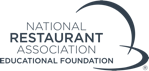 NATIONAL
RESTAURANT
ASSOCIATION
EDUCATIONAL FOUNDATION
®